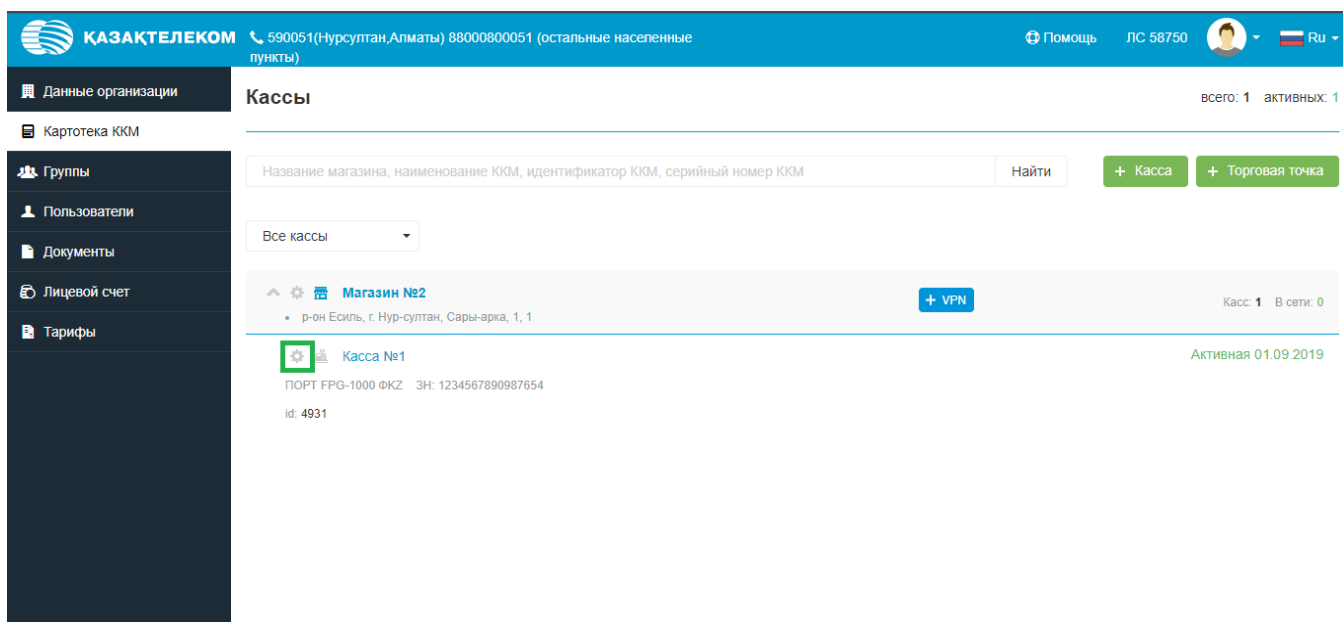 ҚАЗАҚТЕЛЕКОМ
590051(Нурсултан,Алматы) 88000800051 (остальные населенные
пункты)
Помощь
ЛС 58750
Ru
Данные организации
Картотека ККМ
Группы
Пользователи
Документы
Лицевой счет
Тарифы
Кассы
всего: 1 активных: 1
Название магазина, наименование ККМ, идентификатор ККМ, серийный номер ККМ
Найти
+ Касса
+ Торговая точка
Все кассы
Магазин №2
+ VPN
Касс: 1 В сети: 0
р-он Есиль, г. Нур-султан, Сары-арка, 1, 1
Касса №1
Активная 01.09.2019
ПОРТ FPG-1000 ФKZ ЗН: 1234567890987654
id: 4931